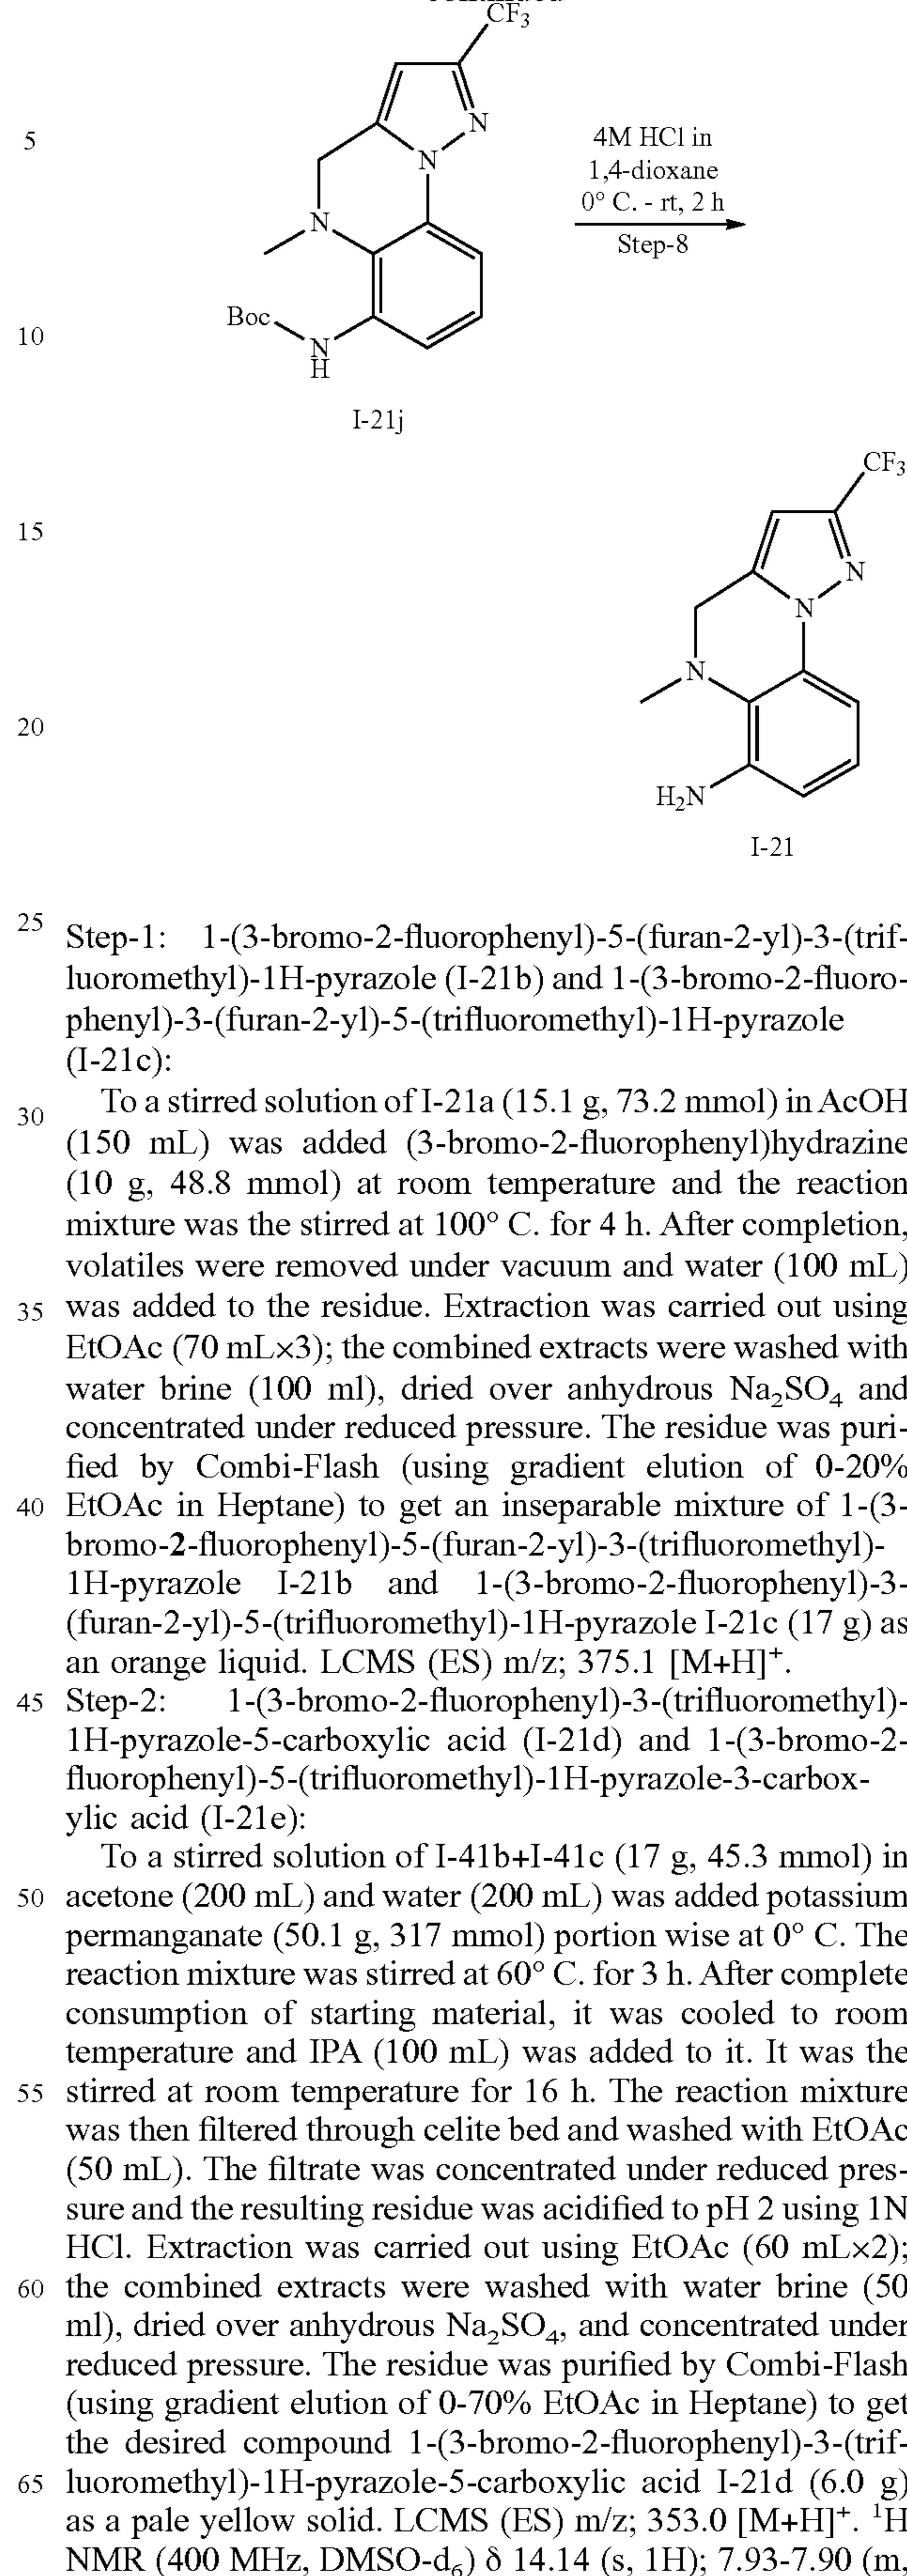 CF3
N
N
N
Boc
N
H
I-21j
4M HCl in
1,4-dioxane
0° C. - rt, 2 h
Step-8
CF3
N
N
N
H2N
I-21
5
10
15
20
25 Step-1: 1-(3-bromo-2-fluorophenyl)-5-(furan-2-yl)-3-(trif-
luoromethyl)-1H-pyrazole (I-21b) and 1-(3-bromo-2-fluoro-
phenyl)-3-(furan-2-yl)-5-(trifluoromethyl)-1H-pyrazole
(I-21c):
30 To a stirred solution of I-21a (15.1 g, 73.2 mmol) in AcOH
(150 mL) was added (3-bromo-2-fluorophenyl)hydrazine
(10 g, 48.8 mmol) at room temperature and the reaction
mixture was the stirred at 100° C. for 4 h. After completion,
volatiles were removed under vacuum and water (100 mL)
35 was added to the residue. Extraction was carried out using
EtOAc (70 mL×3); the combined extracts were washed with
water brine (100 ml), dried over anhydrous Na2SO4 and
concentrated under reduced pressure. The residue was puri-
fied by Combi-Flash (using gradient elution of 0-20%
40 EtOAc in Heptane) to get an inseparable mixture of 1-(3-
bromo-2-fluorophenyl)-5-(furan-2-yl)-3-(trifluoromethyl)-
1H-pyrazole I-21b and 1-(3-bromo-2-fluorophenyl)-3-
(furan-2-yl)-5-(trifluoromethyl)-1H-pyrazole I-21c (17 g) as
an orange liquid. LCMS (ES) m/z; 375.1 [M+H]+.
45 Step-2: 1-(3-bromo-2-fluorophenyl)-3-(trifluoromethyl)-
1H-pyrazole-5-carboxylic acid (I-21d) and 1-(3-bromo-2-
fluorophenyl)-5-(trifluoromethyl)-1H-pyrazole-3-carbox-
ylic acid (I-21e):
To a stirred solution of I-41b+I-41c (17 g, 45.3 mmol) in
50 acetone (200 mL) and water (200 mL) was added potassium
permanganate (50.1 g, 317 mmol) portion wise at 0° C. The
reaction mixture was stirred at 60° C. for 3 h. After complete
consumption of starting material, it was cooled to room
temperature and IPA (100 mL) was added to it. It was the
55 stirred at room temperature for 16 h. The reaction mixture
was then filtered through celite bed and washed with EtOAc
(50 mL). The filtrate was concentrated under reduced pres-
sure and the resulting residue was acidified to pH 2 using 1N
HCl. Extraction was carried out using EtOAc (60 mL×2);
60 the combined extracts were washed with water brine (50
ml), dried over anhydrous Na2SO4, and concentrated under
reduced pressure. The residue was purified by Combi-Flash
(using gradient elution of 0-70% EtOAc in Heptane) to get
the desired compound 1-(3-bromo-2-fluorophenyl)-3-(trif-
65 luoromethyl)-1H-pyrazole-5-carboxylic acid I-21d (6.0 g)
as a pale yellow solid. LCMS (ES) m/z; 353.0 [M+H]+. 1H
NMR (400 MHz, DMSO-d6) δ 14.14 (s, 1H); 7.93-7.90 (m,